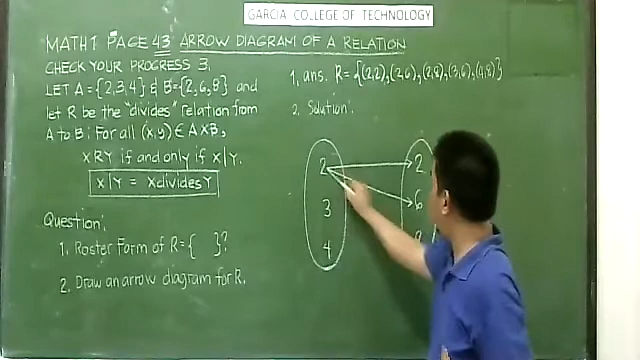 GARCIA COLLEGE OF TECHNOLOGY
MATH 1 PAGE 43 ARROW DIAGRAM OF A RELATION
CHECK YOUR PROGRESS 3.
LET A={2,3,4} & B={2,6,8} and
let R be the "divides" relation from
A to B; For all (x,y) ∈ AXB,
XRY if and only if x|Y.
x|Y = XdividesY
Question:
1. Roster Form of R={ }?
2. Draw an arrow diagram for R.
1. ans. R={(2,2),(2,6),(2,8),(3,6),(4,8)}
2. Solution:
2 2
3 6
4 8